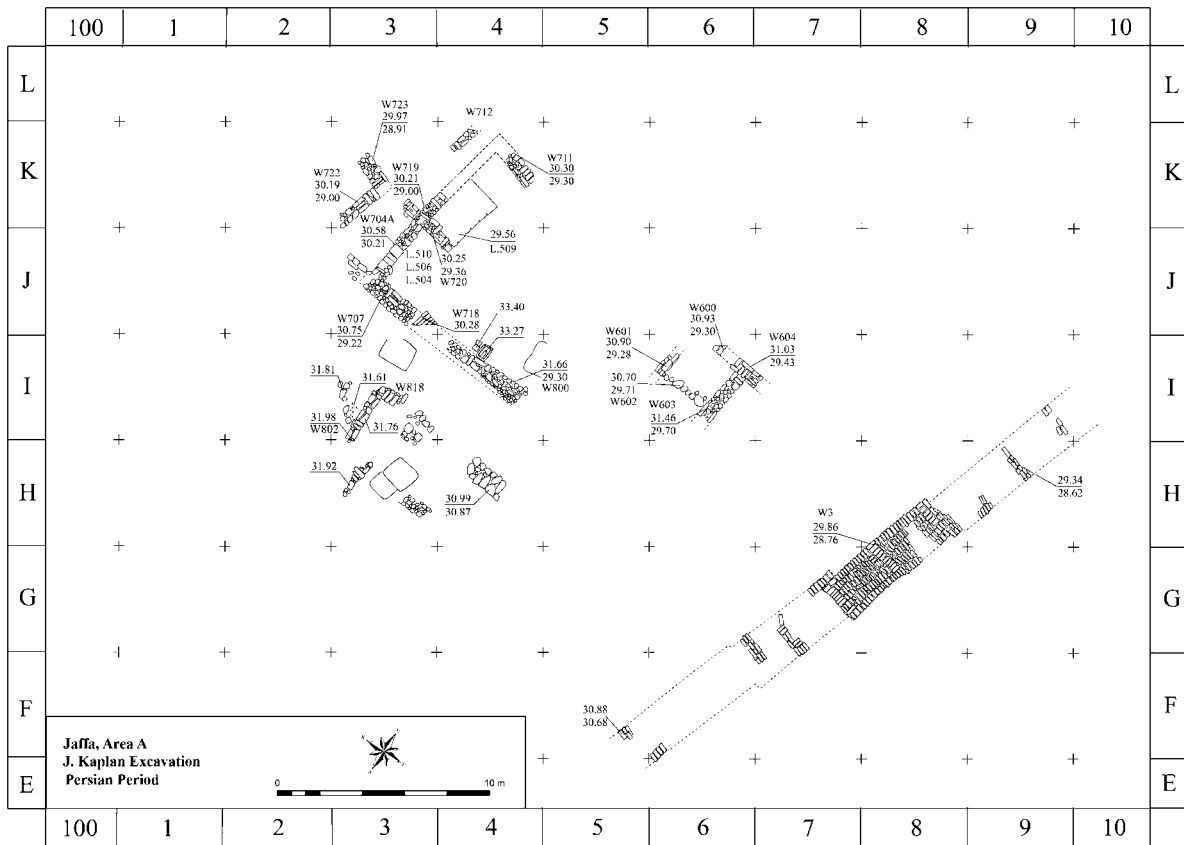 100 1 2 3 4 5 6 7 8 9 10
L L
W723
29.97
28.91
W712
K K
W722
30.19
29.00
W719
30.21
29.00
W711
30.30
29.30
W704A
30.58
30.21
29.56
L.509
L.510
L.506
L.504
30.25
29.36
W720
J J
W707
30.75
29.22
W718
30.28
33.40
33.27
W601
30.90
29.28
W600
30.93
29.30
W604
31.03
29.43
I I
31.81
31.61
W818
31.66
29.30
W800
30.70
29.71
W602
W603
31.46
29.70
31.98
W802
31.76
H H
31.92
30.99
30.87
W3
29.86
28.76
29.34
28.62
G G
F F
30.88
30.68
Jaffa, Area A
J. Kaplan Excavation
Persian Period
0 10 m
E E
100 1 2 3 4 5 6 7 8 9 10